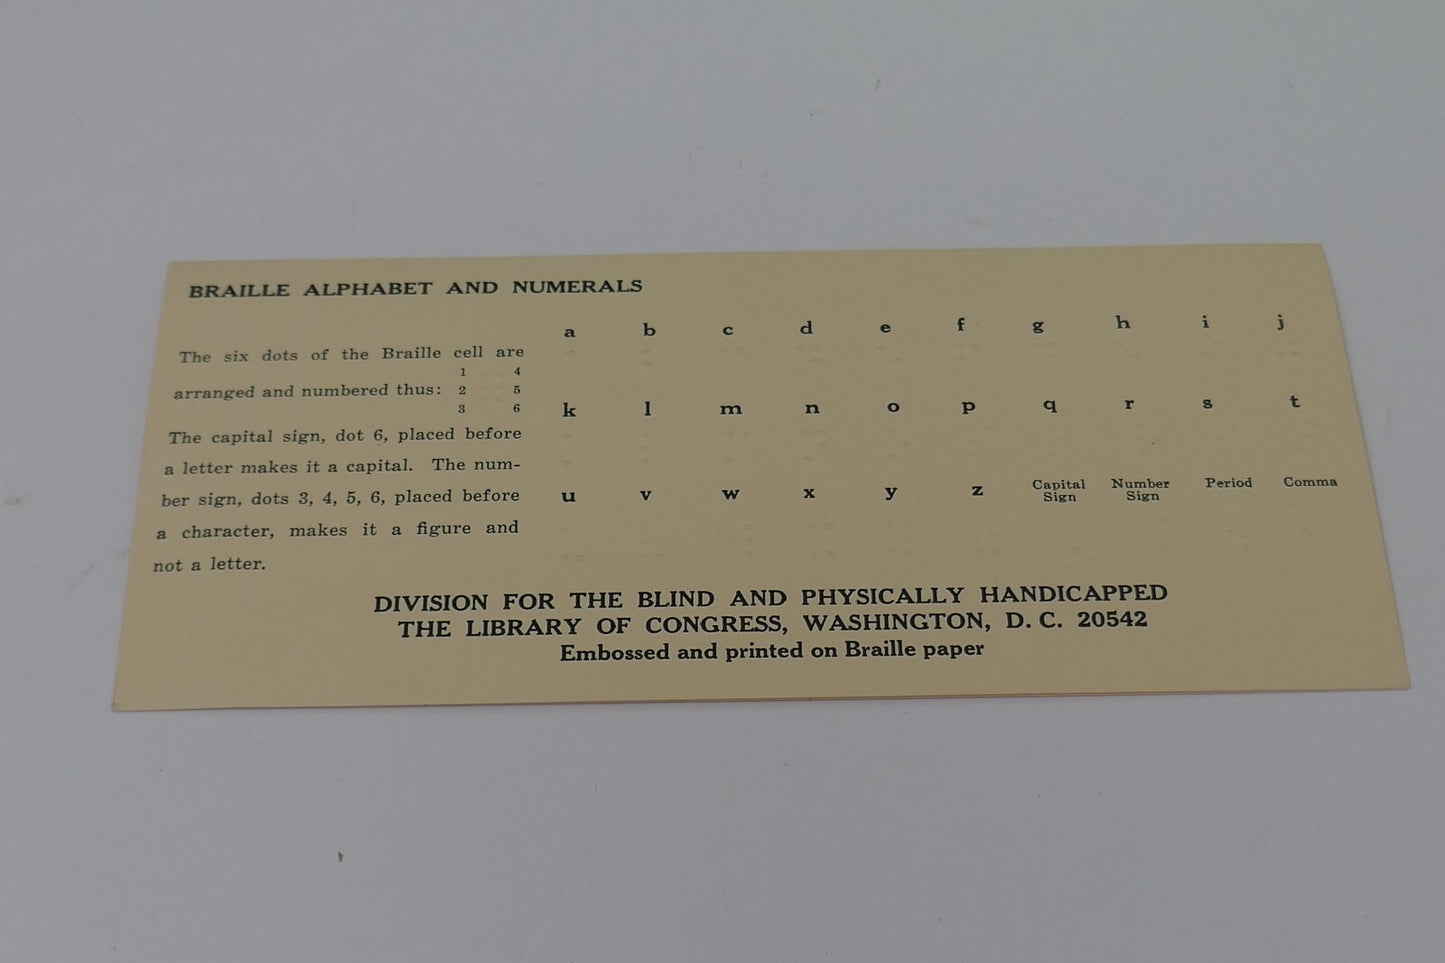 BRAILLE ALPHABET AND NUMERALS
The six dots of the Braille cell are
1 4
arranged and numbered thus: 2 5
3 6
The capital sign, dot 6, placed before
a letter makes it a capital. The num-
ber sign, dots 3, 4, 5, 6, placed before
a character, makes it a figure and
not a letter.
a b c d e f g h i j
k l m n o p q r s t
u v w x y z Capital Sign Number Sign Period Comma
DIVISION FOR THE BLIND AND PHYSICALLY HANDICAPPED
THE LIBRARY OF CONGRESS, WASHINGTON, D. C. 20542
Embossed and printed on Braille paper